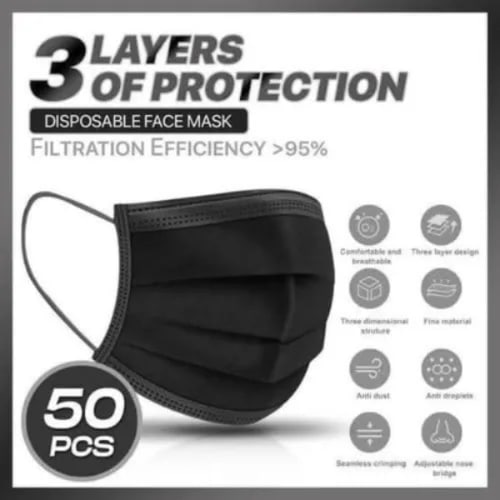 3 LAYERS
OF PROTECTION
DISPOSABLE FACE MASK
FILTRATION EFFICIENCY >95%
Comfortable and
breathable
Three layer design
Three dimensional
struture
Fine material
Anti dust
Anti droplets
Seamless crimping
Adjustable nose
bridge
50
PCS